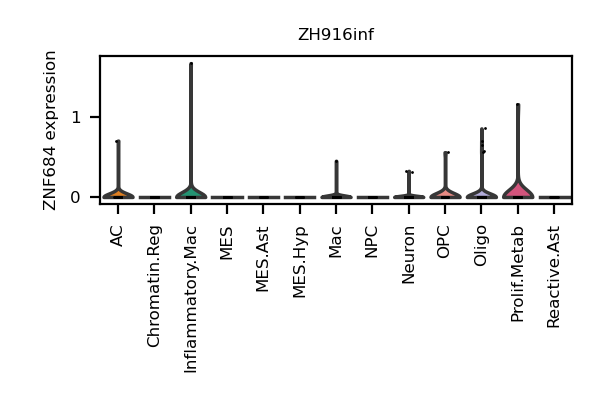 ZH916inf
ZNF684 expression
1
0
AC
Chromatin.Reg
Inflammatory.Mac
MES
MES.Ast
MES.Hyp
Mac
NPC
Neuron
OPC
Oligo
Prolif.Metab
Reactive.Ast